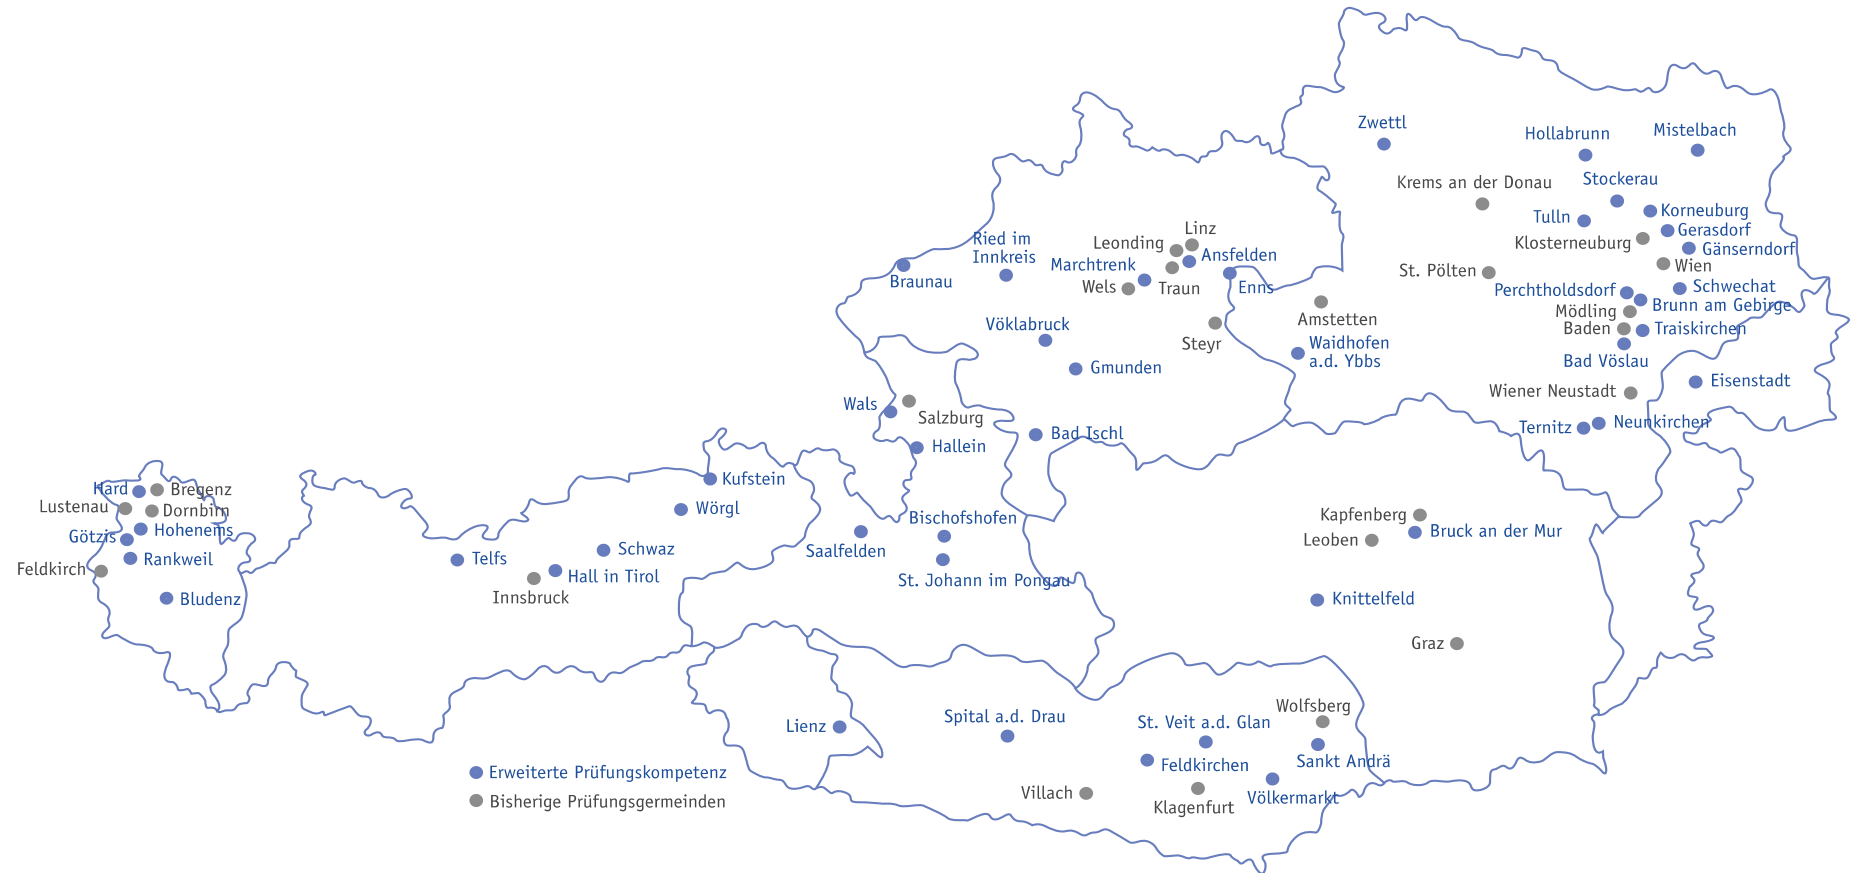 Zwettl
Hollabrunn
Mistelbach
Krems an der Donau
Stockerau
Tulln
Korneuburg
Gerasdorf
Klosterneuburg
Gänserndorf
St. Pölten
Wien
Perchtholdsdorf
Schwechat
Brunn am Gebirge
Mödling
Baden
Traiskirchen
Bad Vöslau
Wiener Neustadt
Eisenstadt
Ternitz
Neunkirchen
Amstetten
Waidhofen
a.d. Ybbs
Linz
Leonding
Ansfelden
Marchtrenk
Wels
Traun
Enns
Steyr
Ried im
Innkreis
Braunau
Vöklabruck
Gmunden
Bad Ischl
Wals
Salzburg
Hallein
Bischofshofen
Saalfelden
St. Johann im Pongau
Kufstein
Wörgl
Schwaz
Hall in Tirol
Innsbruck
Telfs
Hard
Bregenz
Lustenau
Dornbirn
Hohenems
Götzis
Rankweil
Feldkirch
Bludenz
Kapfenberg
Bruck an der Mur
Leoben
Knittelfeld
Graz
Lienz
Spital a.d. Drau
St. Veit a.d. Glan
Wolfsberg
Sankt Andrä
Feldkirchen
Völkermarkt
Villach
Klagenfurt
Erweiterte Prüfungskompetenz
Bisherige Prüfungsgermeinden